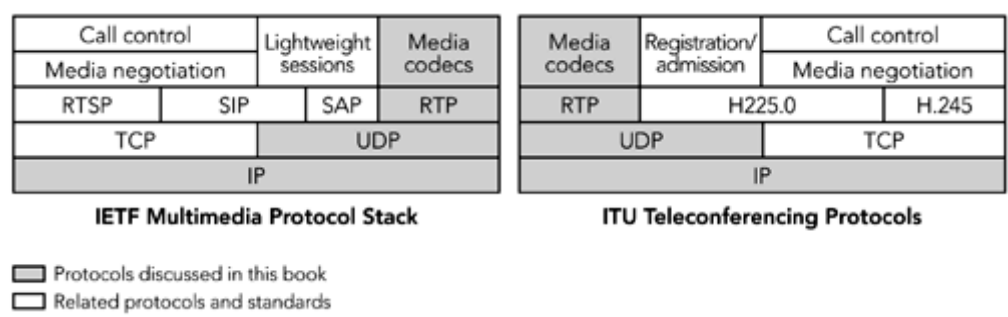 Call control
Lightweight sessions
Media codecs
Media negotiation
RTSP
SIP
SAP
RTP
TCP
UDP
IP
IETF Multimedia Protocol Stack
Media codecs
Registration/ admission
Call control
Media negotiation
RTP
H225.0
H.245
UDP
TCP
IP
ITU Teleconferencing Protocols
Protocols discussed in this book
Related protocols and standards